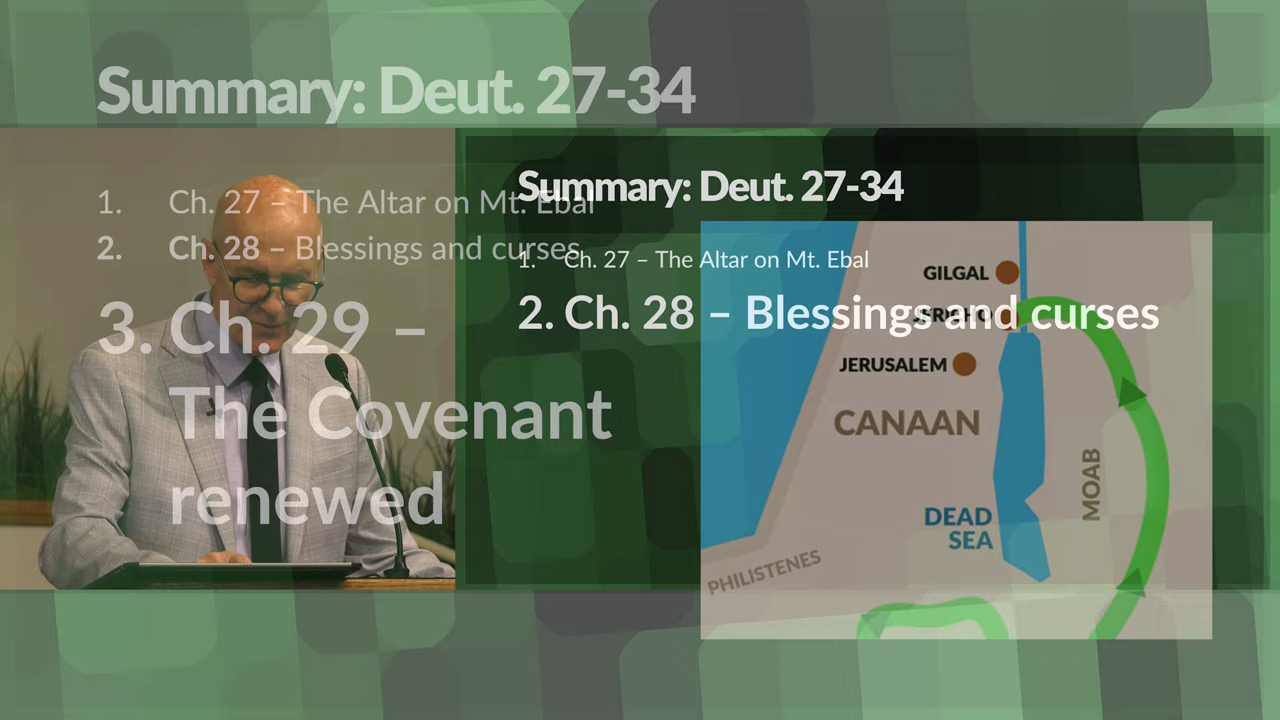 Summary: Deut. 27-34
1. Ch. 27 – The Altar on Mt. Ebal
2. Ch. 28 – Blessings and curses
3. Ch. 29 –
The Covenant
renewed
Summary: Deut. 27-34
1. Ch. 27 – The Altar on Mt. Ebal
2. Ch. 28 – Blessings and curses
GILGAL
JERICHO
JERUSALEM
CANAAN
MOAB
DEAD
SEA
PHILISTENES